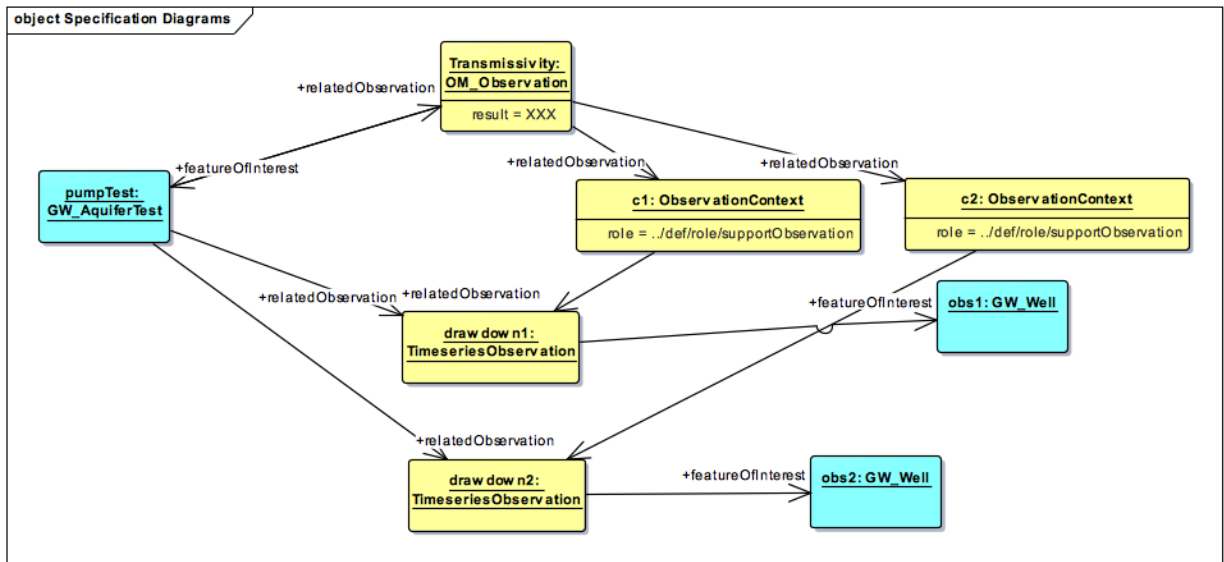 object Specification Diagrams
Transmissivity:
OM_Observation
result = XXX
+relatedObservation
+featureOfInterest
pumpTest:
GW_AquiferTest
+relatedObservation
+relatedObservation
c1: ObservationContext
role = ../def/role/supportObservation
c2: ObservationContext
role = ../def/role/supportObservation
+relatedObservation
+relatedObservation
+featureOfInterest
obs1: GW_Well
drawdown1:
TimeseriesObservation
+relatedObservation
drawdown2:
TimeseriesObservation
+featureOfInterest
obs2: GW_Well